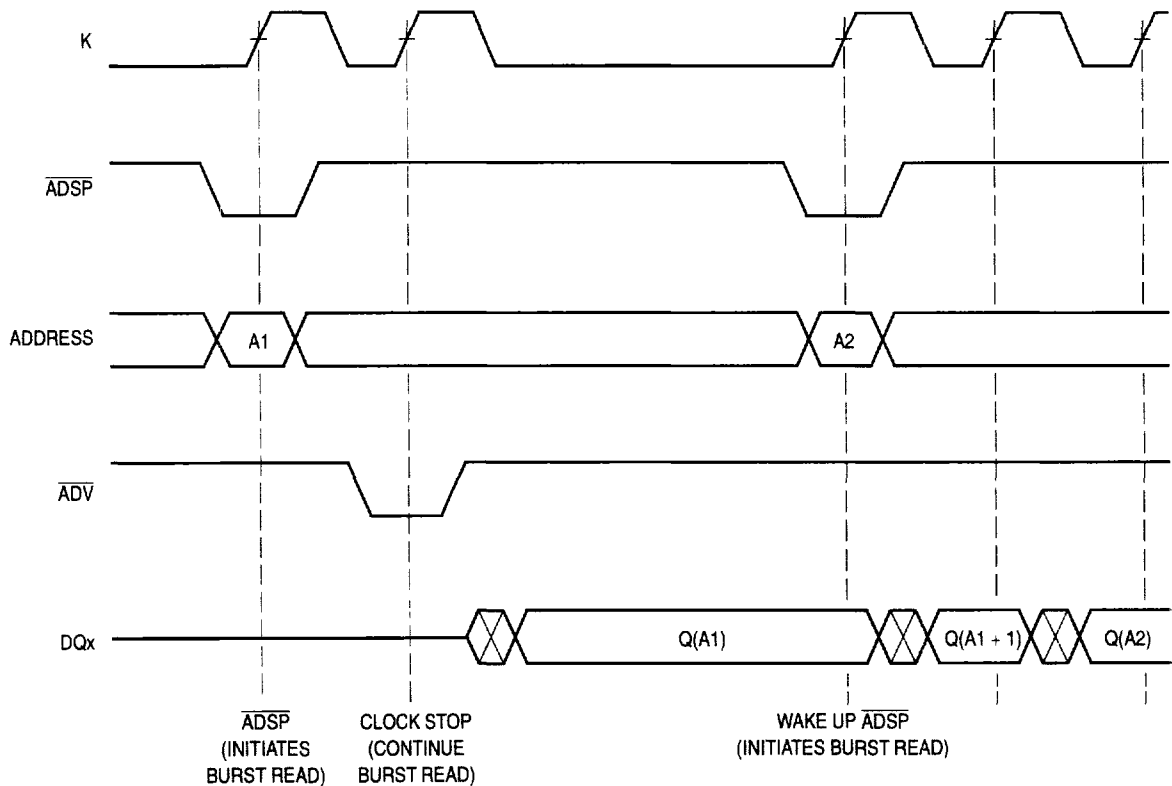 K
ADSP
ADDRESS
A1
A2
ADV
DQx
Q(A1)
Q(A1 + 1)
Q(A2)
ADSP
(INITIATES
BURST READ)
CLOCK STOP
(CONTINUE
BURST READ)
WAKE UP ADSP
(INITIATES BURST READ)